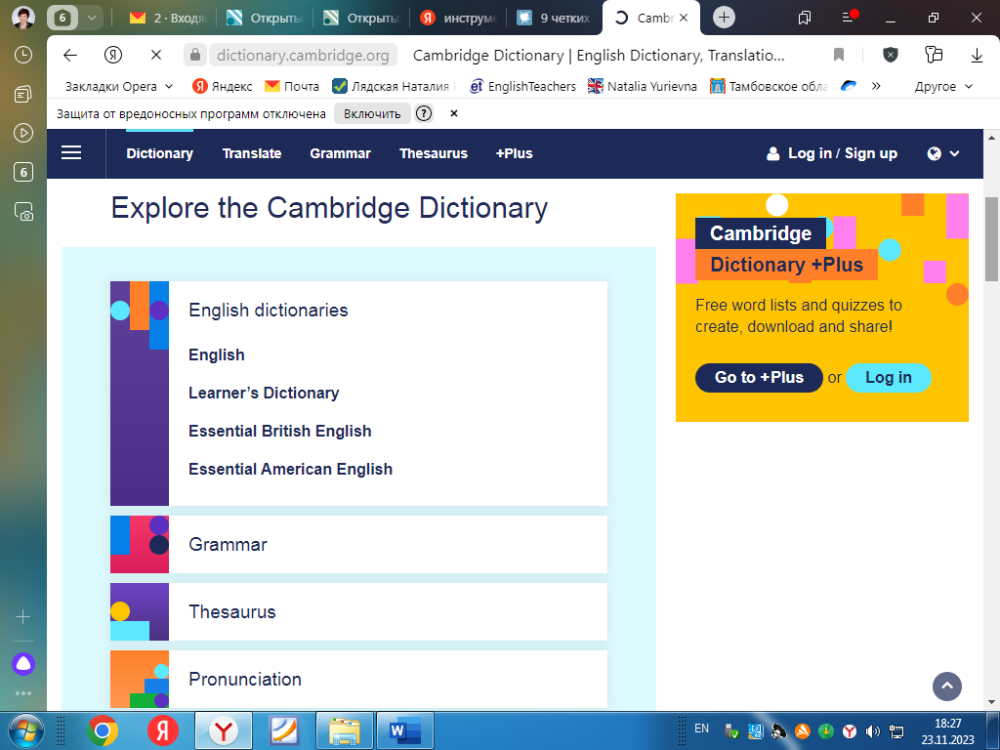 6
2 · Входя
Открыты
Открыты
инструме
9 четких
Cambr
dictionary.cambridge.org
Cambridge Dictionary | English Dictionary, Translatio...
Закладки Opera
Яндекс
Почта
Лядская Наталия
EnglishTeachers
Natalia Yurievna
Тамбовское обла
»
Другое
Защита от вредоносных программ отключена
Включить
?
6
Dictionary
Translate
Grammar
Thesaurus
+Plus
Log in / Sign up
Explore the Cambridge Dictionary
English dictionaries
English
Learner’s Dictionary
Essential British English
Essential American English
Grammar
Thesaurus
Pronunciation
Cambridge
Dictionary +Plus
Free word lists and quizzes to
create, download and share!
Go to +Plus or Log in
EN
18:27
23.11.2023